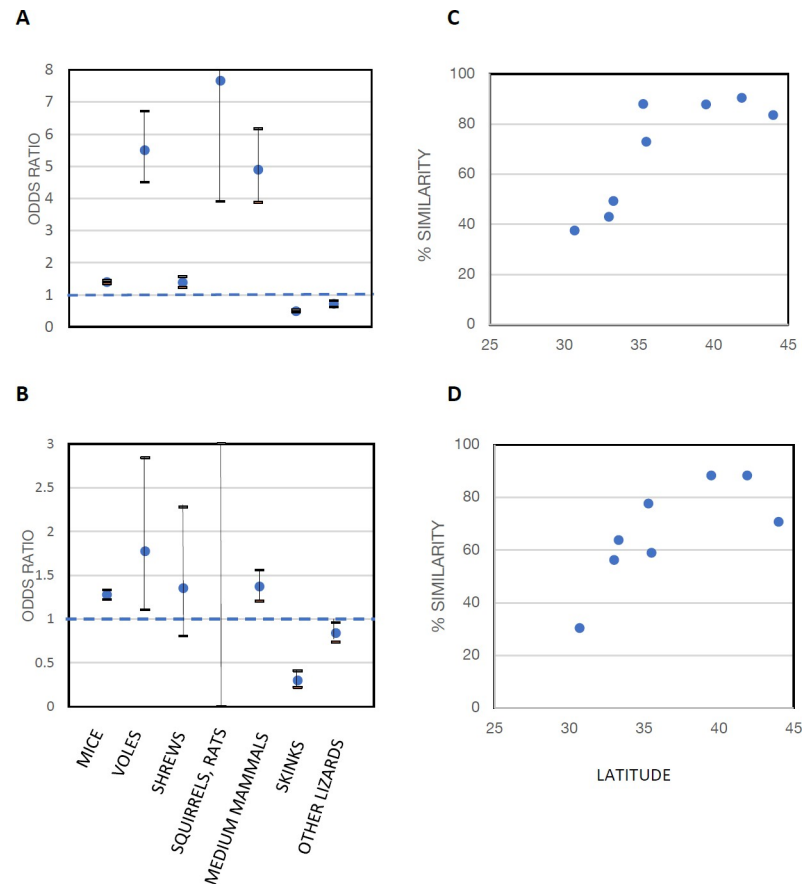 A
8
7
6
5
4
3
2
1
0
ODDS RATIO
C
100
80
60
40
20
0
% SIMILARITY
25 30 35 40 45
B
3
2.5
2
1.5
1
0.5
0
ODDS RATIO
MICE
VOLES
SHREWS
SQUIRRELS, RATS
MEDIUM MAMMALS
SKINKS
OTHER LIZARDS
D
100
80
60
40
20
0
% SIMILARITY
25 30 35 40 45
LATITUDE